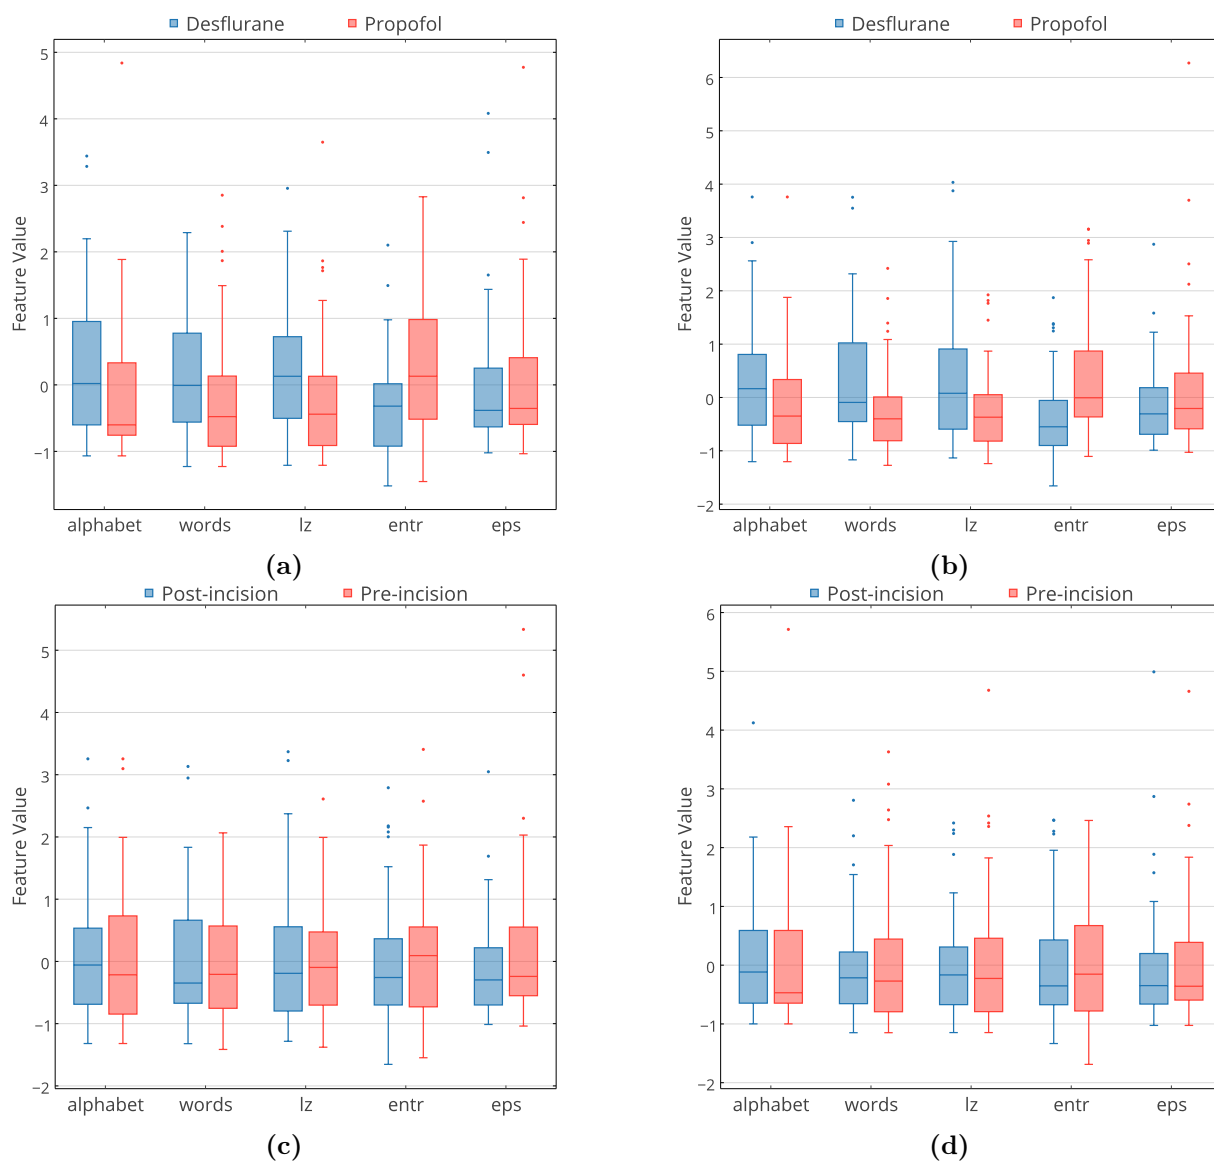 Desflurane Propofol
5
4
3
2
1
0
−1
Feature Value
alphabet words lz entr eps
(a)
Desflurane Propofol
6
5
4
3
2
1
0
−1
−2
Feature Value
alphabet words lz entr eps
(b)
Post-incision Pre-incision
5
4
3
2
1
0
−1
−2
Feature Value
alphabet words lz entr eps
(c)
Post-incision Pre-incision
6
5
4
3
2
1
0
−1
−2
Feature Value
alphabet words lz entr eps
(d)